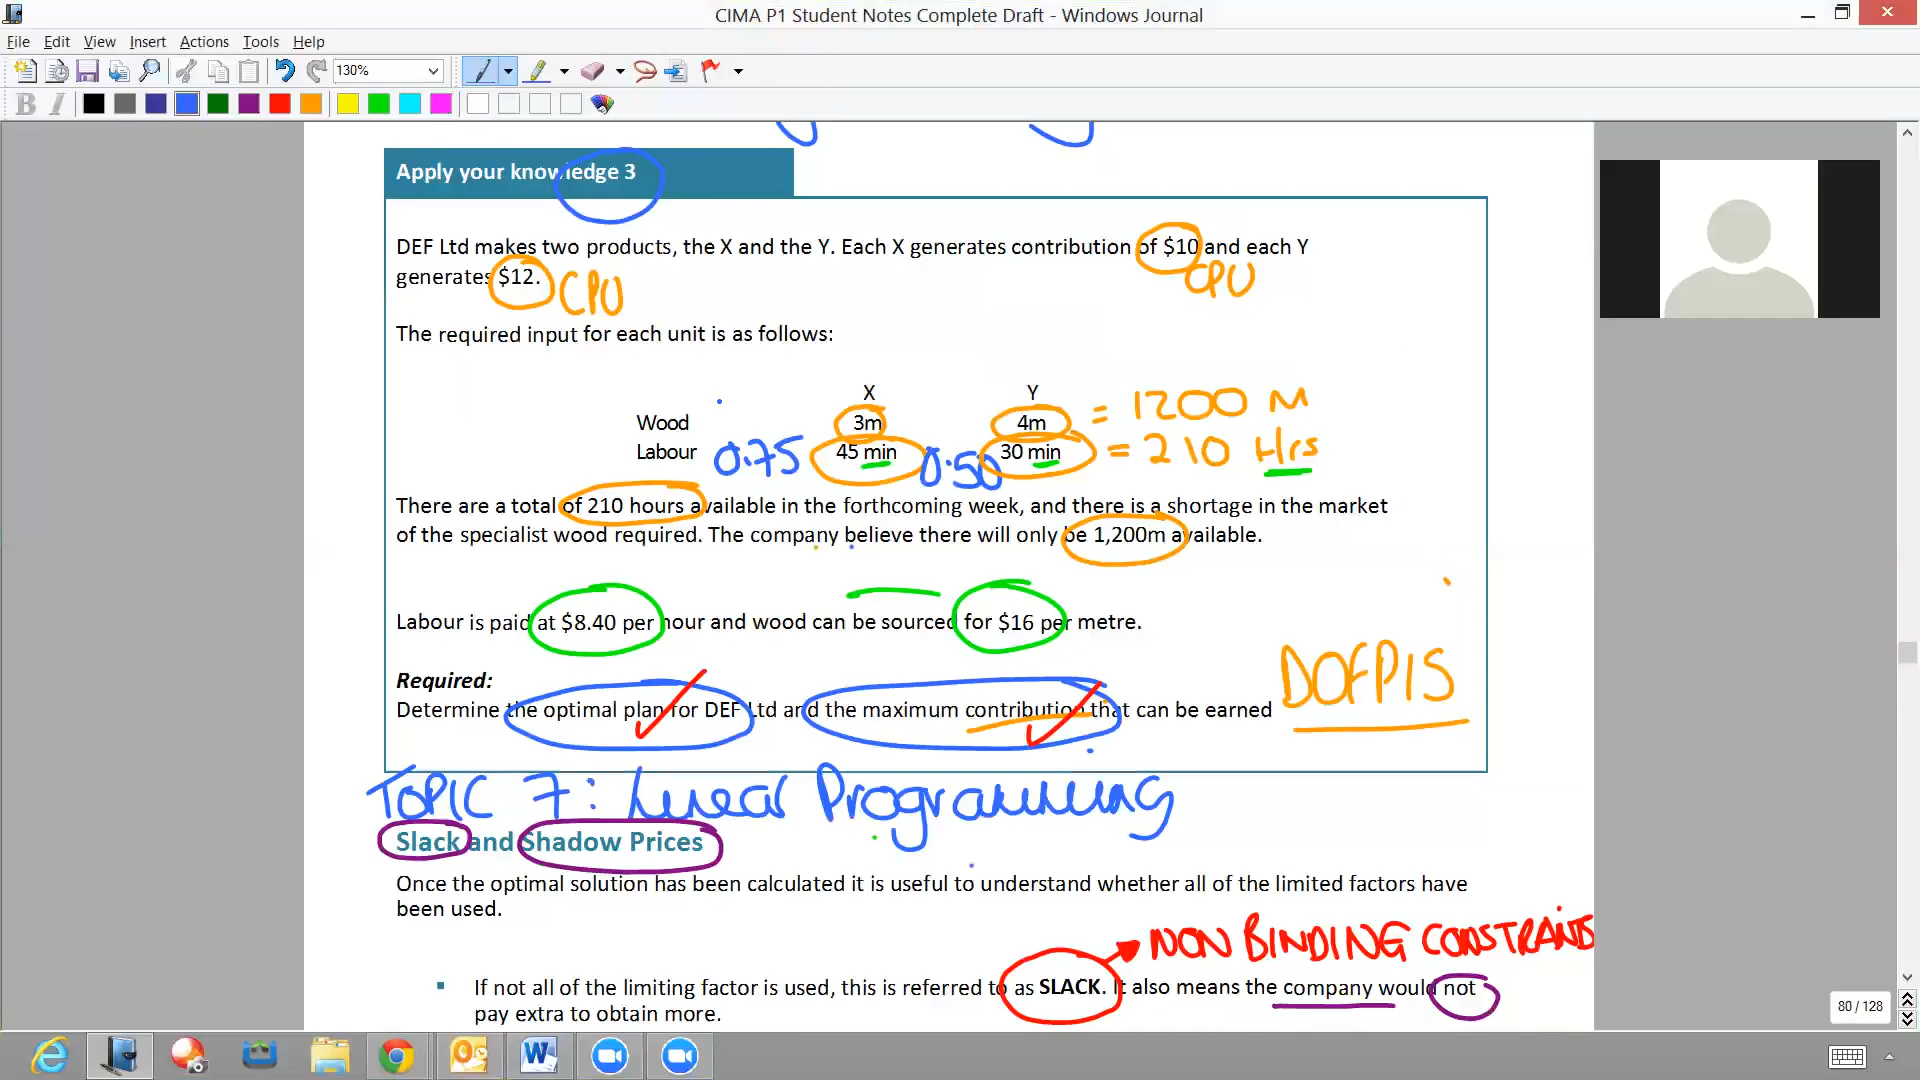 CIMA P1 Student Notes Complete Draft - Windows Journal
File Edit View Insert Actions Tools Help
130%
B I
Apply your knowledge 3
DEF Ltd makes two products, the X and the Y. Each X generates contribution of $10 and each Y
generates $12.
CPU
CPU
The required input for each unit is as follows:
X Y
Wood 3m 4m = 1200 M
Labour 0.75 45 min 0.50 30 min = 210 Hrs
There are a total of 210 hours available in the forthcoming week, and there is a shortage in the market
of the specialist wood required. The company believe there will only be 1,200m available.
Labour is paid at $8.40 per hour and wood can be sourced for $16 per metre.
Required:
DOFPIS
Determine the optimal plan for DEF Ltd and the maximum contribution that can be earned
TOPIC 7: Linear Programming
Slack and Shadow Prices
Once the optimal solution has been calculated it is useful to understand whether all of the limited factors have
been used.
NON BINDING CONSTRAINTS
If not all of the limiting factor is used, this is referred to as SLACK. It also means the company would not
pay extra to obtain more.
80 / 128